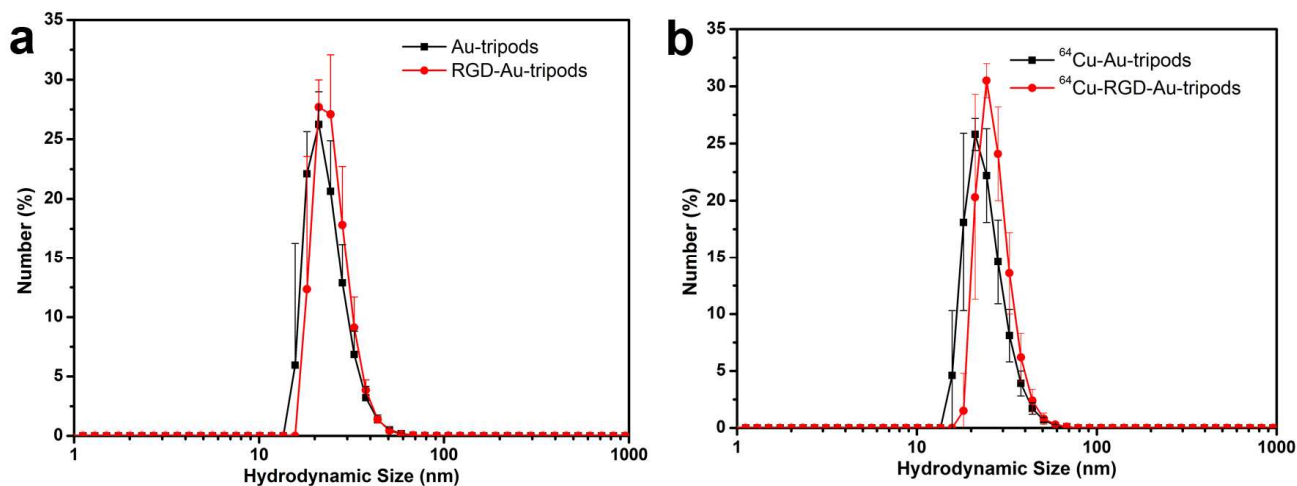 a
35
30
25
20
15
10
5
0
Number (%)
Au-tripods
RGD-Au-tripods
1
10
100
1000
Hydrodynamic Size (nm)
b
35
30
25
20
15
10
5
0
Number (%)
⁶⁴Cu-Au-tripods
⁶⁴Cu-RGD-Au-tripods
1
10
100
1000
Hydrodynamic Size (nm)